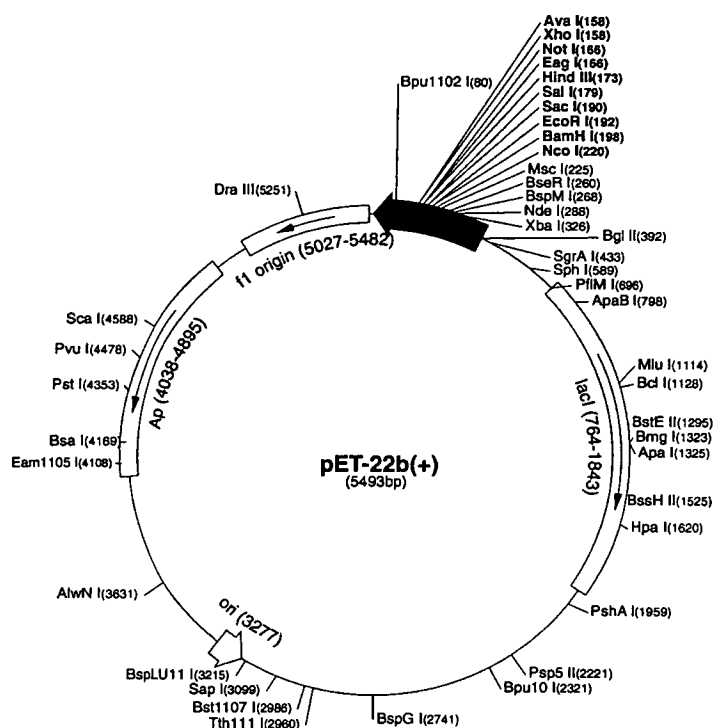 Ava I(158)
Xho I(158)
Not I(166)
Eag I(166)
Hind III(173)
Sal I(179)
Sac I(190)
EcoR I(192)
BamH I(198)
Nco I(220)
Bpu1102 I(80)
Msc I(225)
BseR I(260)
BspM I(268)
Nde I(288)
Xba I(326)
Bgl II(392)
SgrA I(433)
Sph I(589)
PflM I(696)
ApaB I(798)
Mlu I(1114)
Bcl I(1128)
BstE II(1295)
Bmg I(1323)
Apa I(1325)
BssH II(1525)
Hpa I(1620)
PshA I(1959)
Psp5 II(2221)
Bpu10 I(2321)
BspG I(2741)
Tth111 I(2960)
Bst1107 I(2986)
Sap I(3099)
BspLU11 I(3215)
AlwN I(3631)
Eam1105 I(4108)
Bsa I(4169)
Pst I(4353)
Pvu I(4478)
Sca I(4588)
Dra III(5251)
f1 origin (5027-5482)
Ap (4038-4895)
lacI (764-1843)
ori (3277)
pET-22b(+)
(5493bp)